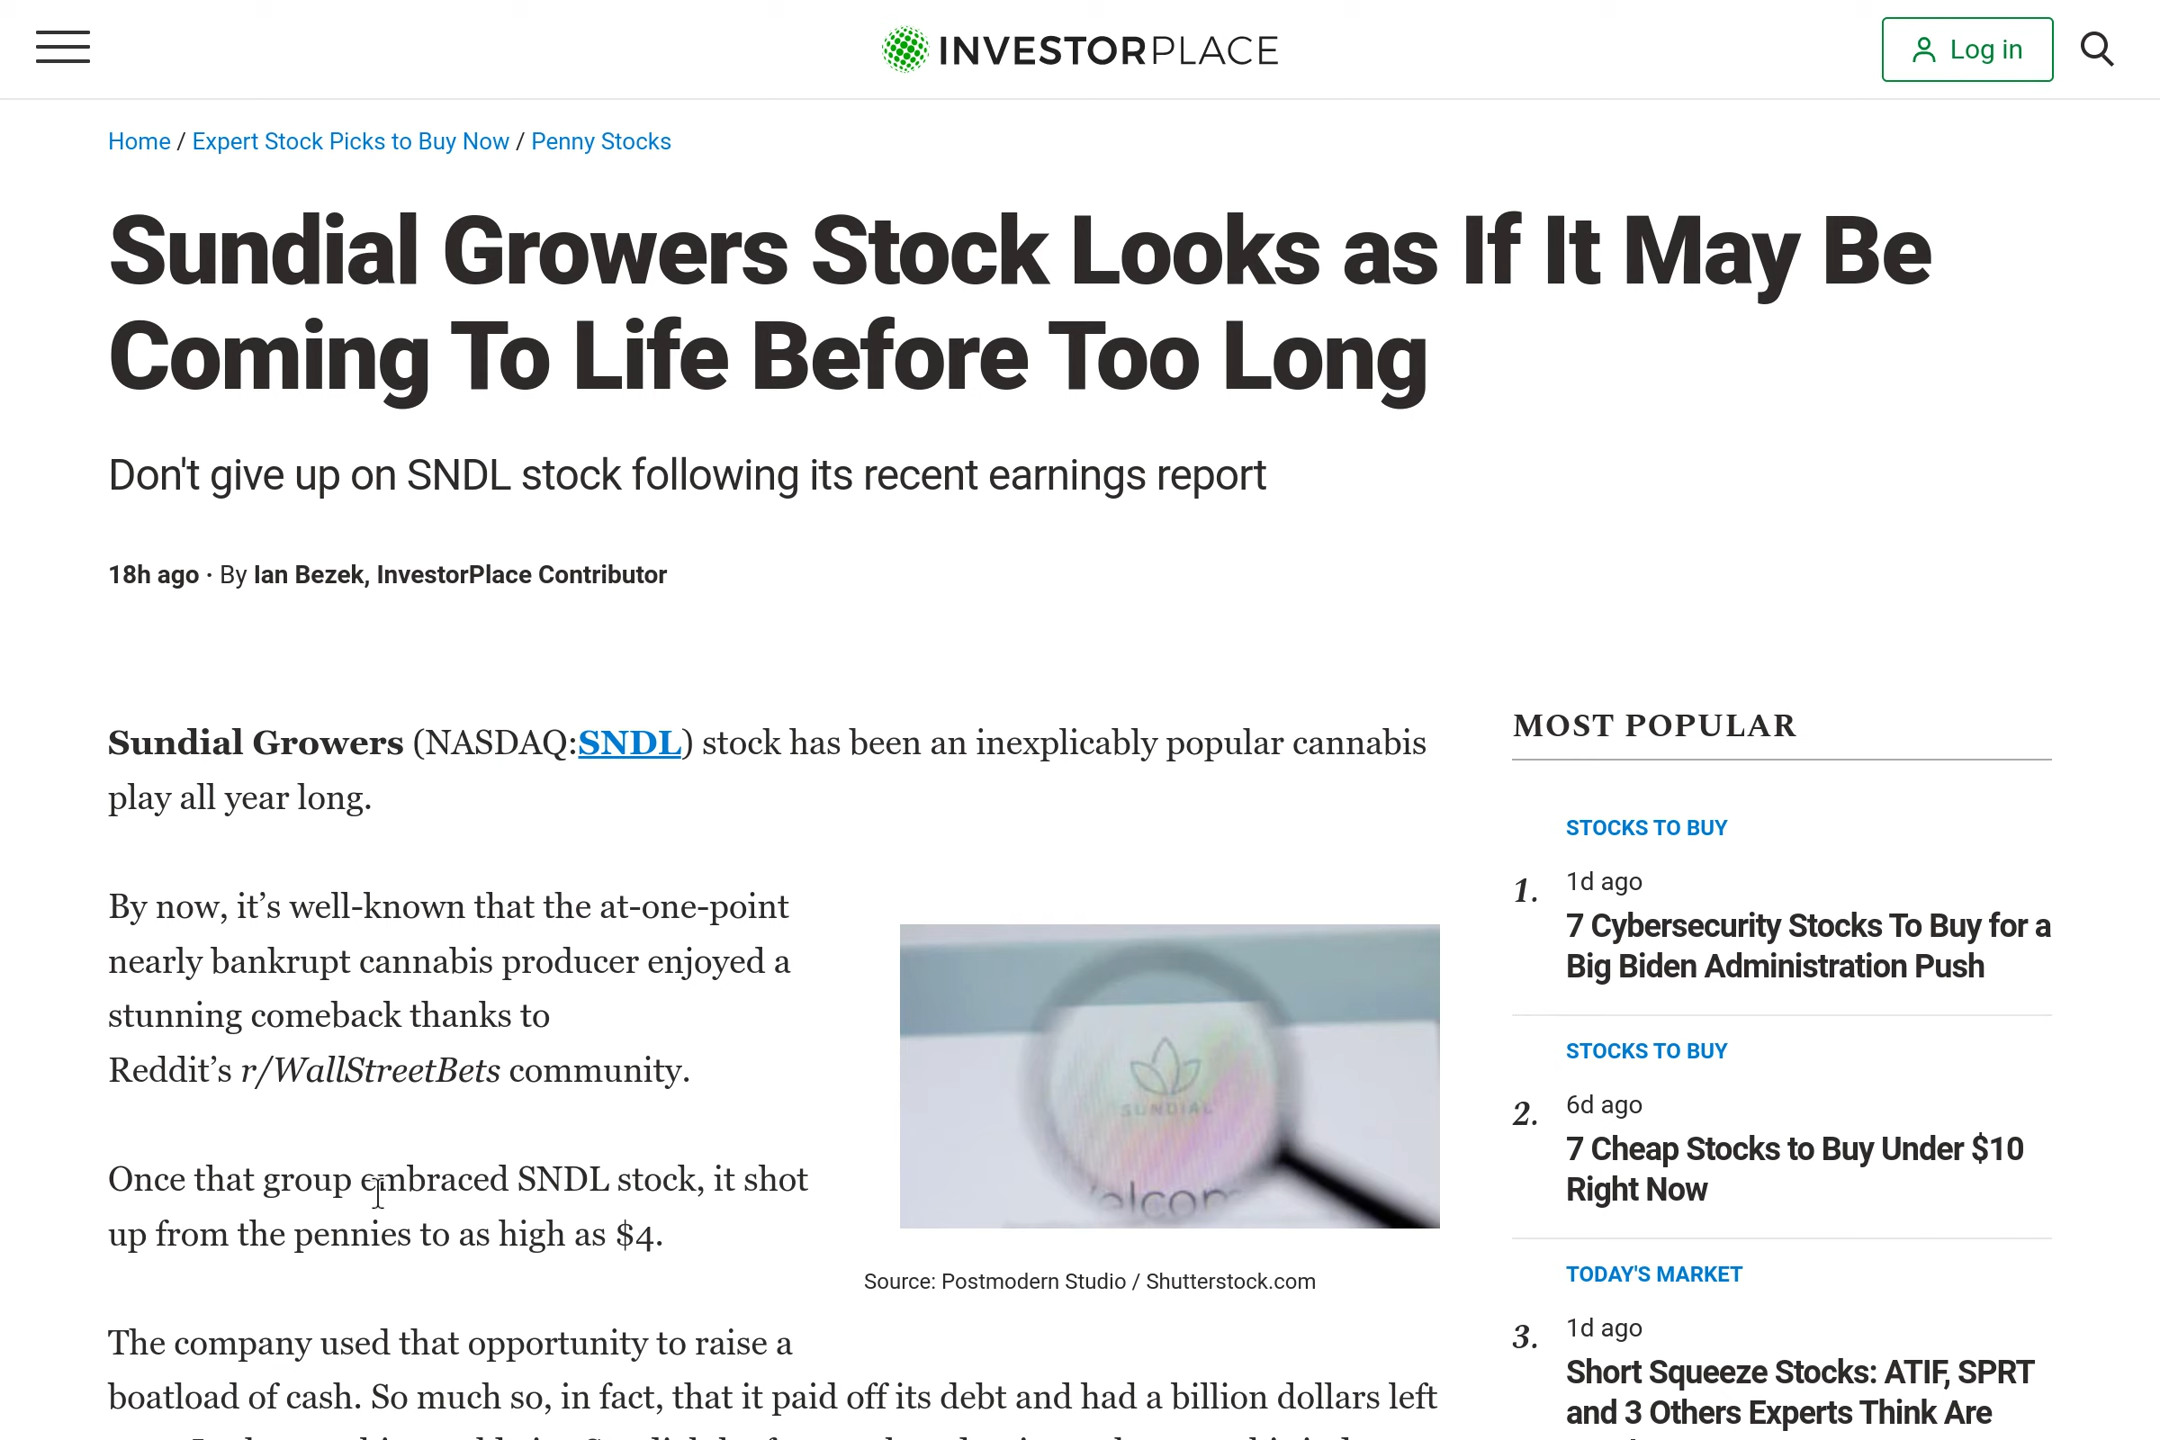 INVESTORPLACE
Log in
Home / Expert Stock Picks to Buy Now / Penny Stocks
Sundial Growers Stock Looks as If It May Be
Coming To Life Before Too Long
Don't give up on SNDL stock following its recent earnings report
18h ago · By Ian Bezek, InvestorPlace Contributor
Sundial Growers (NASDAQ:SNDL) stock has been an inexplicably popular cannabis
play all year long.
By now, it’s well-known that the at-one-point
nearly bankrupt cannabis producer enjoyed a
stunning comeback thanks to
Reddit’s r/WallStreetBets community.
Once that group embraced SNDL stock, it shot
up from the pennies to as high as $4.
SUNDIAL
elcom
Source: Postmodern Studio / Shutterstock.com
The company used that opportunity to raise a
boatload of cash. So much so, in fact, that it paid off its debt and had a billion dollars left
MOST POPULAR
STOCKS TO BUY
1.
1d ago
7 Cybersecurity Stocks To Buy for a
Big Biden Administration Push
STOCKS TO BUY
2.
6d ago
7 Cheap Stocks to Buy Under $10
Right Now
TODAY'S MARKET
3.
1d ago
Short Squeeze Stocks: ATIF, SPRT
and 3 Others Experts Think Are